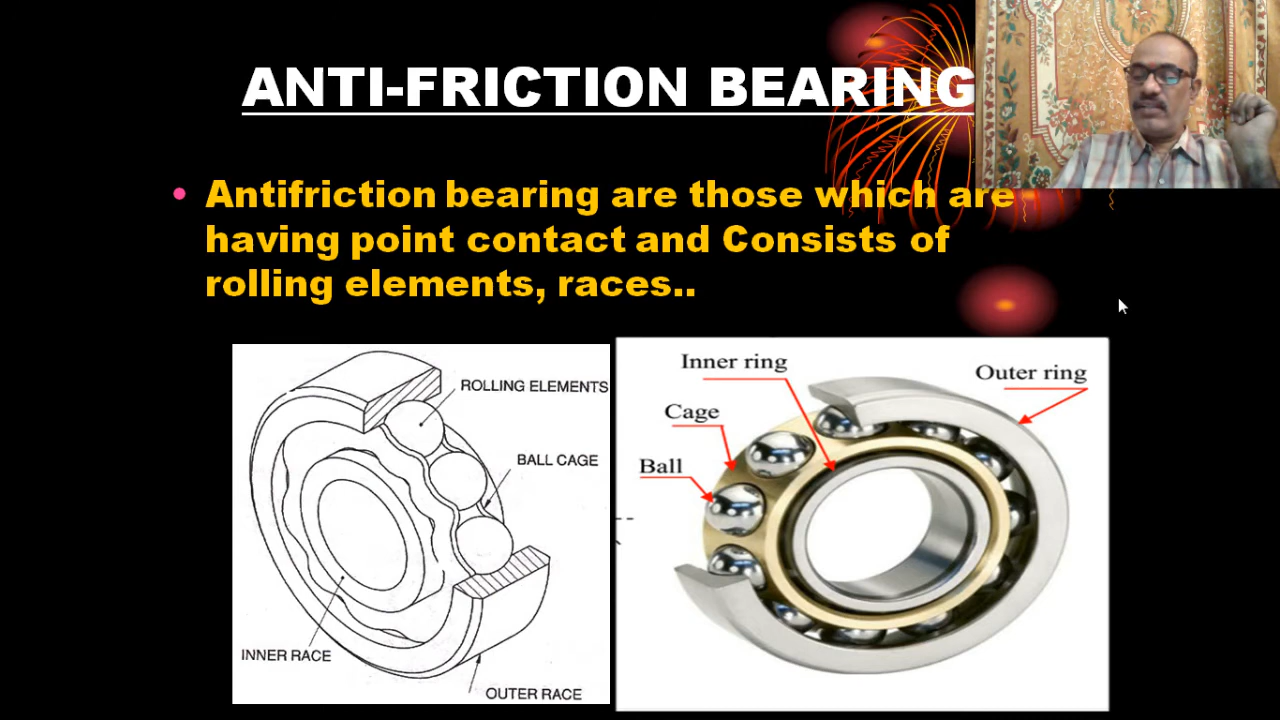 ANTI-FRICTION BEARING
• Antifriction bearing are those which are
having point contact and Consists of
rolling elements, races..
ROLLING ELEMENTS
BALL CAGE
INNER RACE
OUTER RACE
Inner ring
Outer ring
Cage
Ball